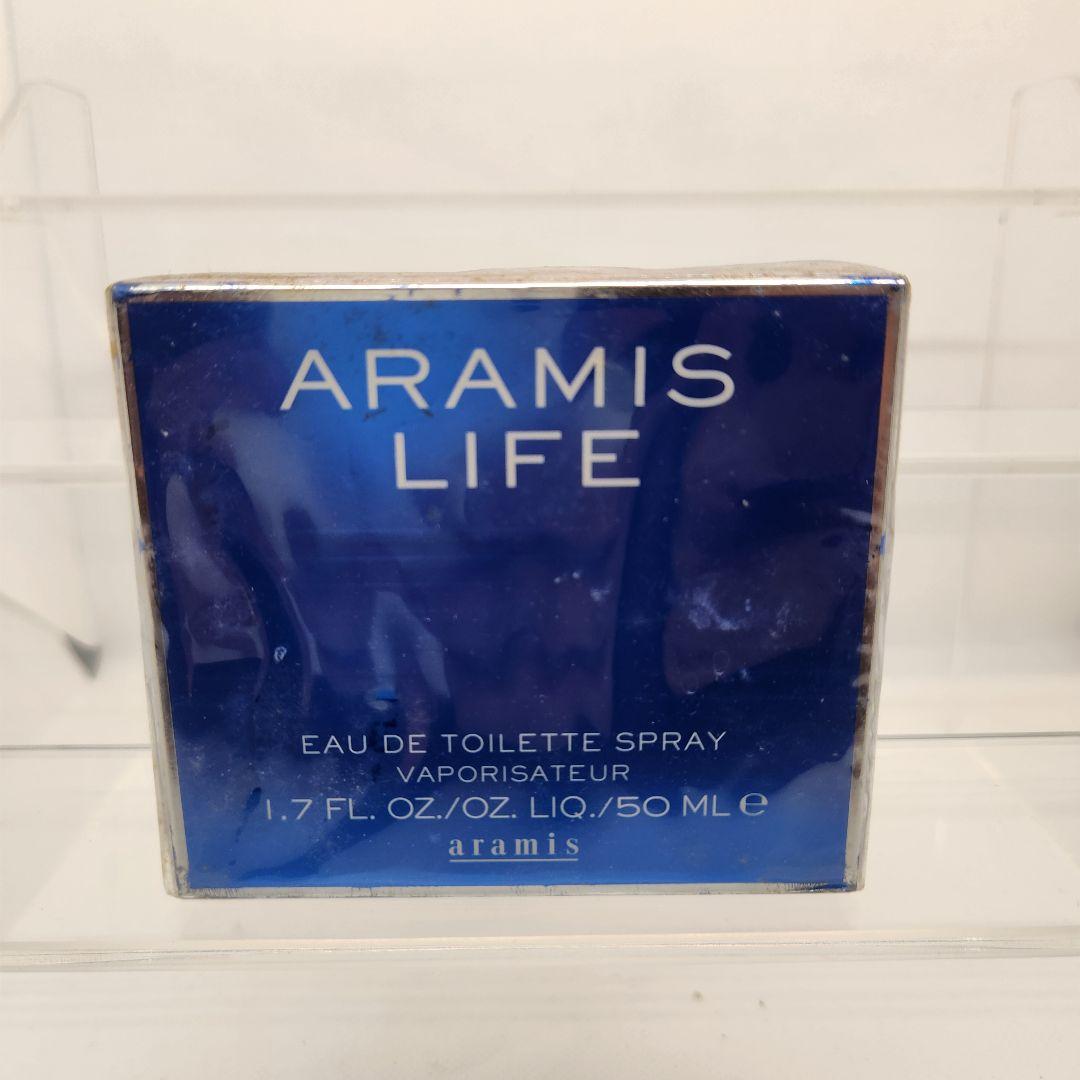 ARAMIS
LIFE
EAU DE TOILETTE SPRAY
VAPORISATEUR
1.7 FL. OZ./OZ. LIQ./50 ML ℮
aramis